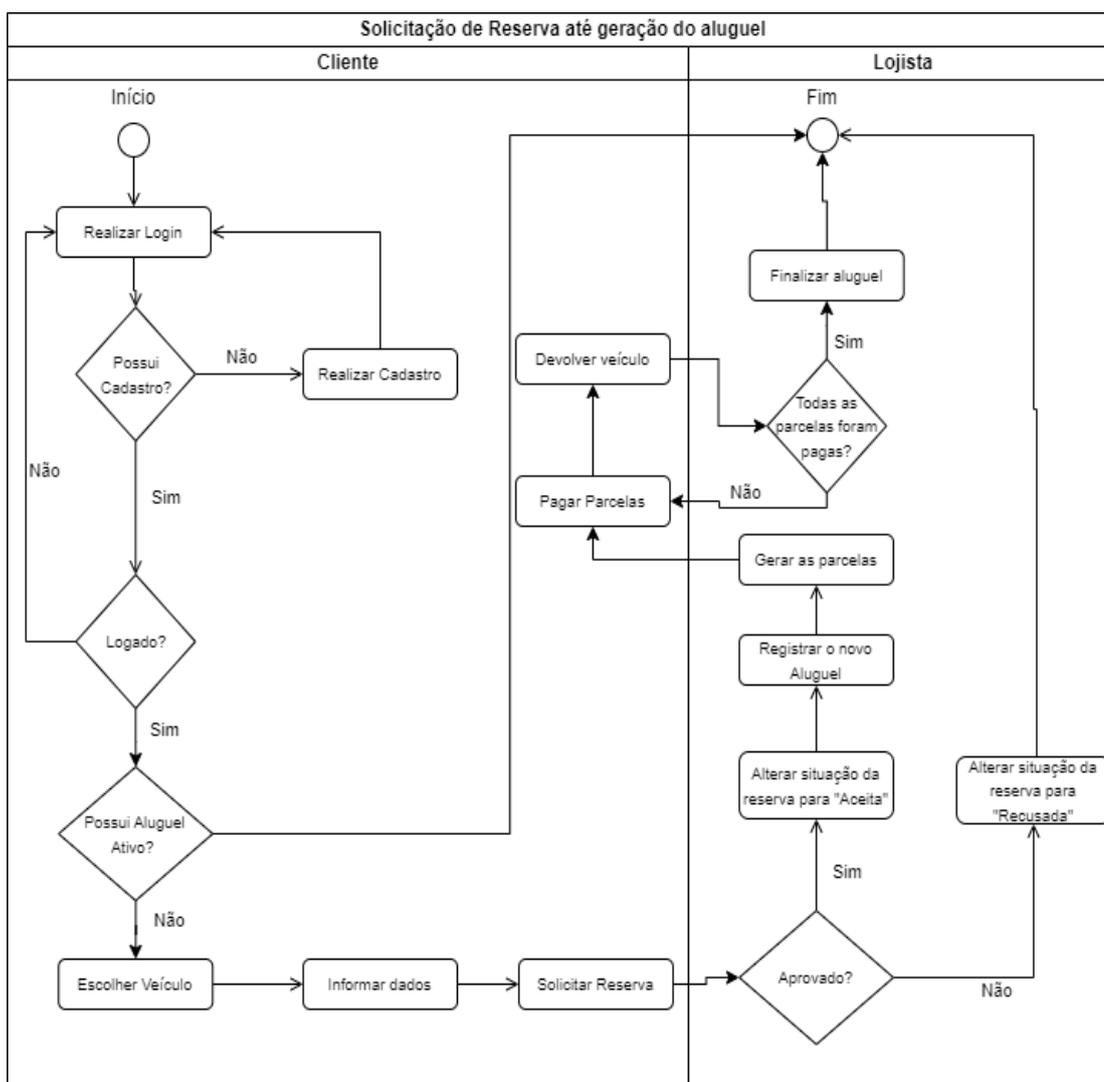 Solicitação de Reserva até geração do aluguel
Cliente
Lojista
Início
Realizar Login
Possui
Cadastro?
Não
Realizar Cadastro
Sim
Não
Logado?
Sim
Possui Aluguel
Ativo?
Não
Escolher Veículo
Informar dados
Solicitar Reserva
Fim
Finalizar aluguel
Sim
Devolver veículo
Todas as
parcelas foram
pagas?
Não
Pagar Parcelas
Gerar as parcelas
Registrar o novo
Aluguel
Alterar situação da
reserva para "Aceita"
Alterar situação da
reserva para
"Recusada"
Sim
Aprovado?
Não